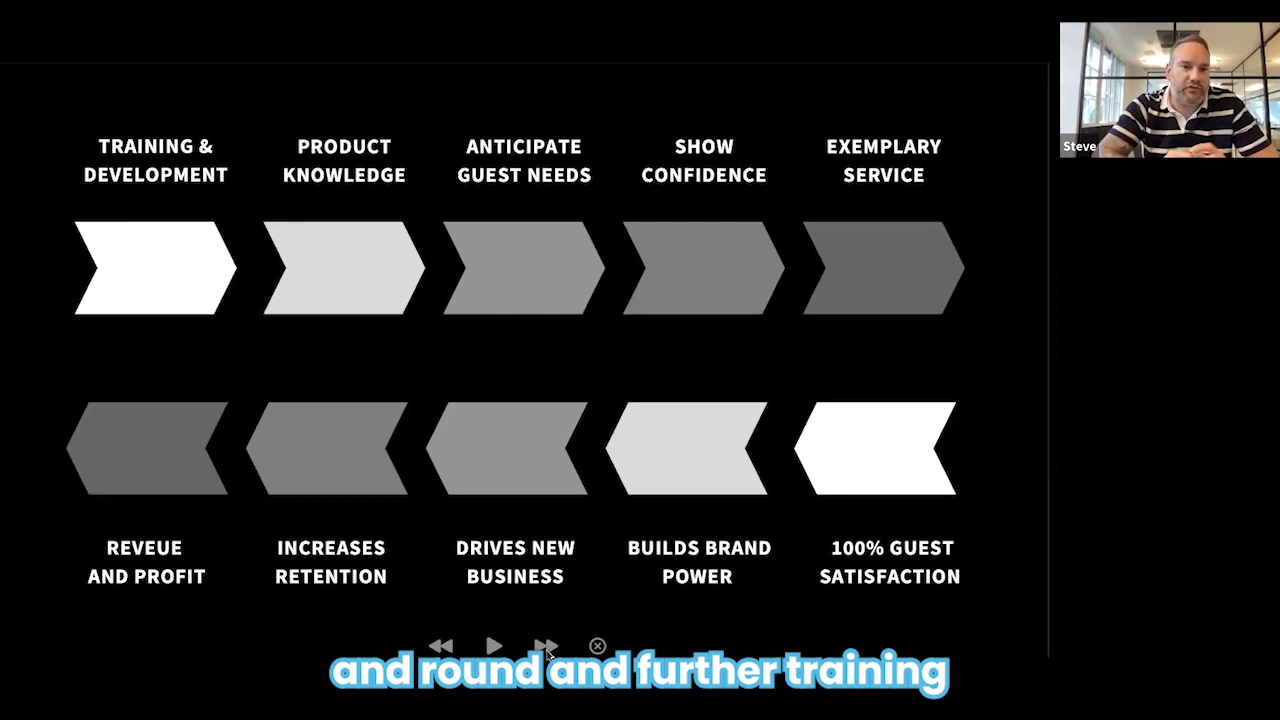 TRAINING &
DEVELOPMENT
PRODUCT
KNOWLEDGE
ANTICIPATE
GUEST NEEDS
SHOW
CONFIDENCE
EXEMPLARY
SERVICE
Steve
REVEUE
AND PROFIT
INCREASES
RETENTION
DRIVES NEW
BUSINESS
BUILDS BRAND
POWER
100% GUEST
SATISFACTION
and round and further training